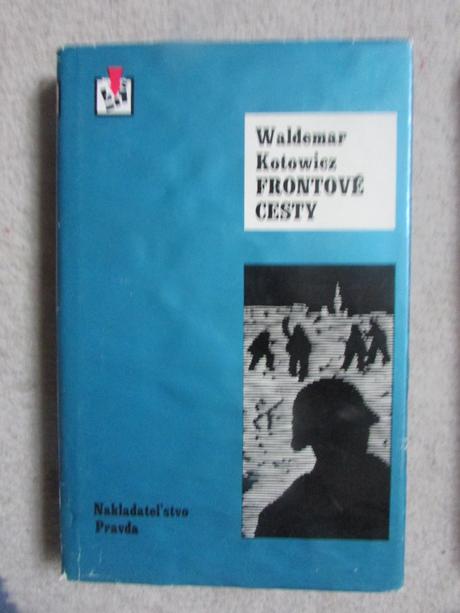 Waldemar
Kotowicz
FRONTOVÉ
CESTY
Nakladateľstvo
Pravda